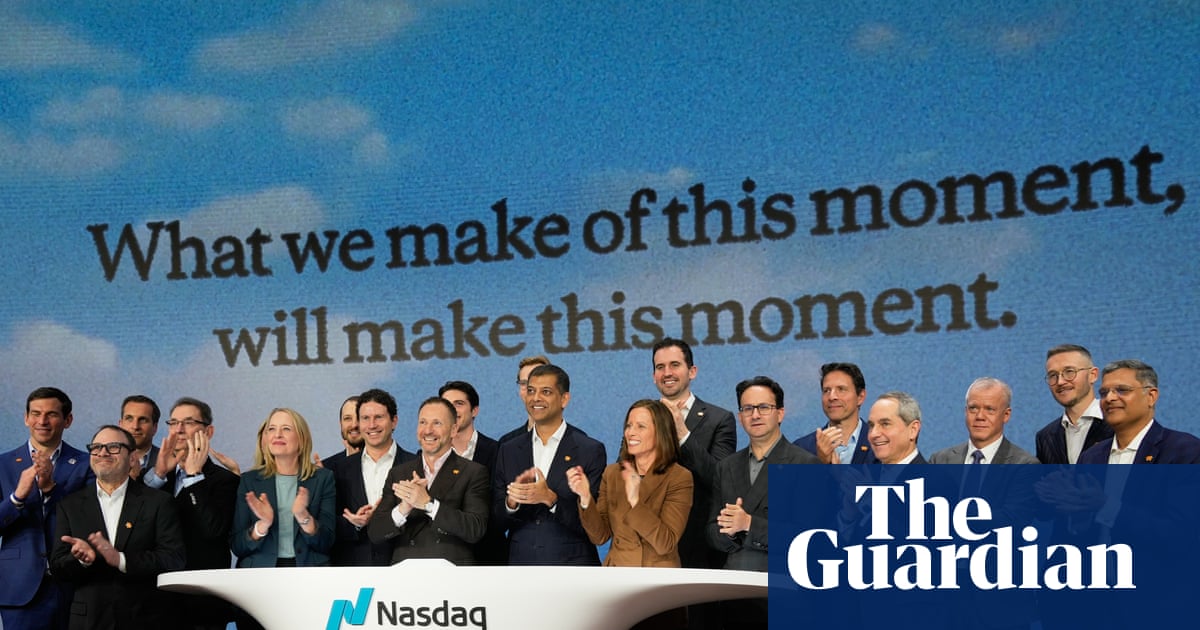 What we make of this moment,
will make this moment.
Nasdaq
The
Guardian